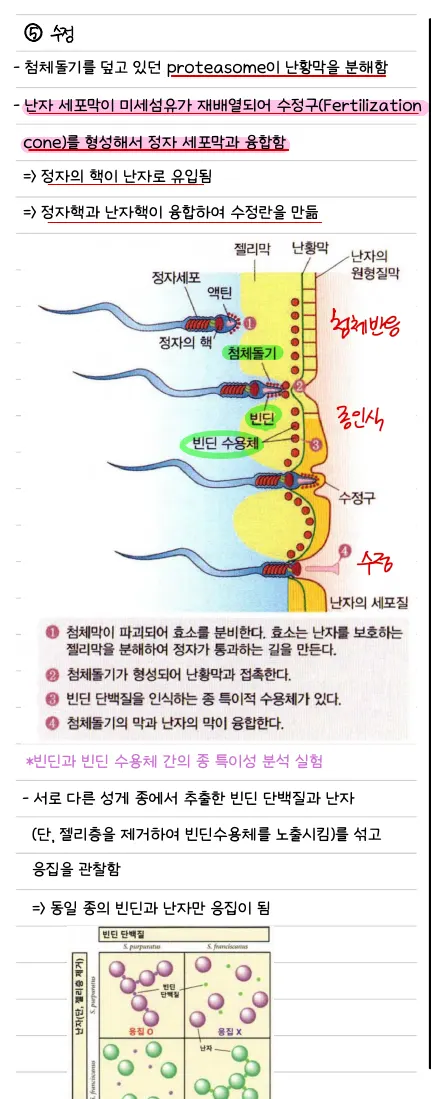 ⑤ 수정
- 첨체돌기를 덮고 있던 proteasome이 난황막을 분해함
- 난자 세포막이 미세섬유가 재배열되어 수정구(Fertilization
cone)를 형성해서 정자 세포막과 융합함
=> 정자의 핵이 난자로 유입됨
=> 정자핵과 난자핵이 융합하여 수정란을 만듦
젤리막
난황막
난자의
원형질막
정자세포
액틴
정자의 핵
①
첨체반응
첨체돌기
②
빈딘
종인식
빈딘 수용체
③
수정구
④
수정
난자의 세포질
① 첨체막이 파괴되어 효소를 분비한다. 효소는 난자를 보호하는
젤리막을 분해하여 정자가 통과하는 길을 만든다.
② 첨체돌기가 형성되어 난황막과 접촉한다.
③ 빈딘 단백질을 인식하는 종 특이적 수용체가 있다.
④ 첨체돌기의 막과 난자의 막이 융합한다.
*빈딘과 빈딘 수용체 간의 종 특이성 분석 실험
- 서로 다른 성게 종에서 추출한 빈딘 단백질과 난자
(단, 젤리층을 제거하여 빈딘수용체를 노출시킴)를 섞고
응집을 관찰함
=> 동일 종의 빈딘과 난자만 응집이 됨
빈딘 단백질
S. purpuratus
S. franciscanus
난자(단, 젤리층 제거)
S. purpuratus
빈딘
단백질
응집 O
응집 X
난자
S. franciscanus